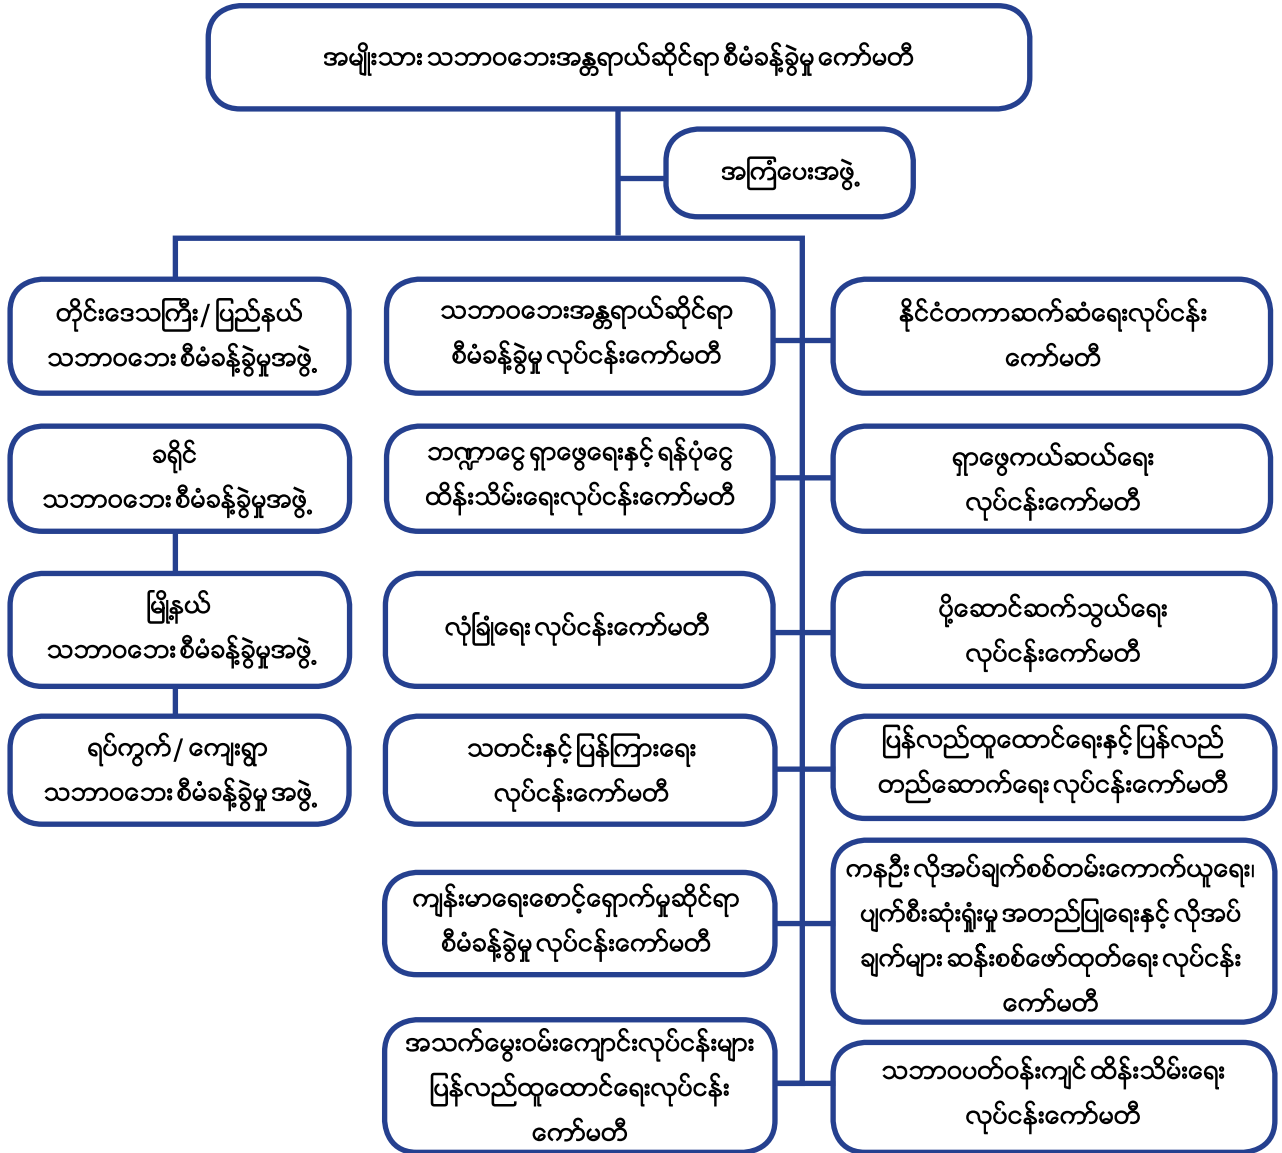 အမျိုးသား သဘာဝဘေးအန္တရာယ်ဆိုင်ရာ စီမံခန့်ခွဲမှု ကော်မတီ
အကြံပေးအဖွဲ့
တိုင်းဒေသကြီး/ ပြည်နယ်
သဘာဝဘေး စီမံခန့်ခွဲမှုအဖွဲ့
ခရိုင်
သဘာဝဘေး စီမံခန့်ခွဲမှုအဖွဲ့
မြို့နယ်
သဘာဝဘေး စီမံခန့်ခွဲမှုအဖွဲ့
ရပ်ကွက်/ ကျေးရွာ
သဘာဝဘေး စီမံခန့်ခွဲမှု အဖွဲ့
သဘာဝဘေးအန္တရာယ်ဆိုင်ရာ
စီမံခန့်ခွဲမှု လုပ်ငန်းကော်မတီ
ဘဏ္ဍာငွေ ရှာဖွေရေးနှင့် ရန်ပုံငွေ
ထိန်းသိမ်းရေးလုပ်ငန်းကော်မတီ
လုံခြုံရေး လုပ်ငန်းကော်မတီ
သတင်းနှင့် ပြန်ကြားရေး
လုပ်ငန်းကော်မတီ
ကျန်းမာရေးစောင့်ရှောက်မှုဆိုင်ရာ
စီမံခန့်ခွဲမှု လုပ်ငန်းကော်မတီ
အသက်မွေးဝမ်းကျောင်းလုပ်ငန်းများ
ပြန်လည်ထူထောင်ရေးလုပ်ငန်း
ကော်မတီ
နိုင်ငံတကာဆက်ဆံရေးလုပ်ငန်း
ကော်မတီ
ရှာဖွေကယ်ဆယ်ရေး
လုပ်ငန်းကော်မတီ
ပို့ဆောင်ဆက်သွယ်ရေး
လုပ်ငန်းကော်မတီ
ပြန်လည်ထူထောင်ရေးနှင့် ပြန်လည်
တည်ဆောက်ရေး လုပ်ငန်းကော်မတီ
ကနဦး လိုအပ်ချက်စစ်တမ်းကောက်ယူရေး၊
ပျက်စီးဆုံးရှုံးမှု အတည်ပြုရေးနှင့် လိုအပ်
ချက်များ ဆန်းစစ်ဖော်ထုတ်ရေး လုပ်ငန်း
ကော်မတီ
သဘာဝပတ်ဝန်းကျင် ထိန်းသိမ်းရေး
လုပ်ငန်းကော်မတီ